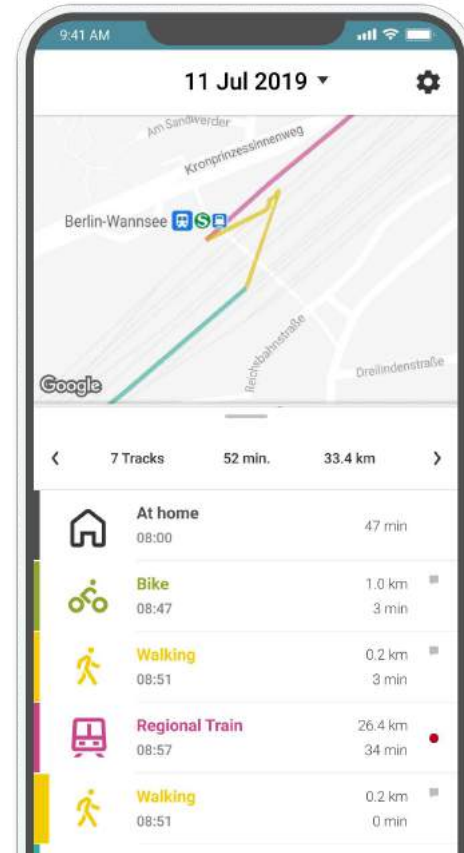 9:41 AM
11 Jul 2019
Am Sandwerder
Kronprinzessinnenweg
Berlin-Wannsee
S
Reichsbahnstraße
Dreilindenstraße
Google
7 Tracks 52 min. 33.4 km
At home
08:00
47 min
Bike 1.0 km
08:47 3 min
Walking 0.2 km
08:51 3 min
Regional Train 26.4 km
08:57 34 min
Walking 0.2 km
08:51 0 min